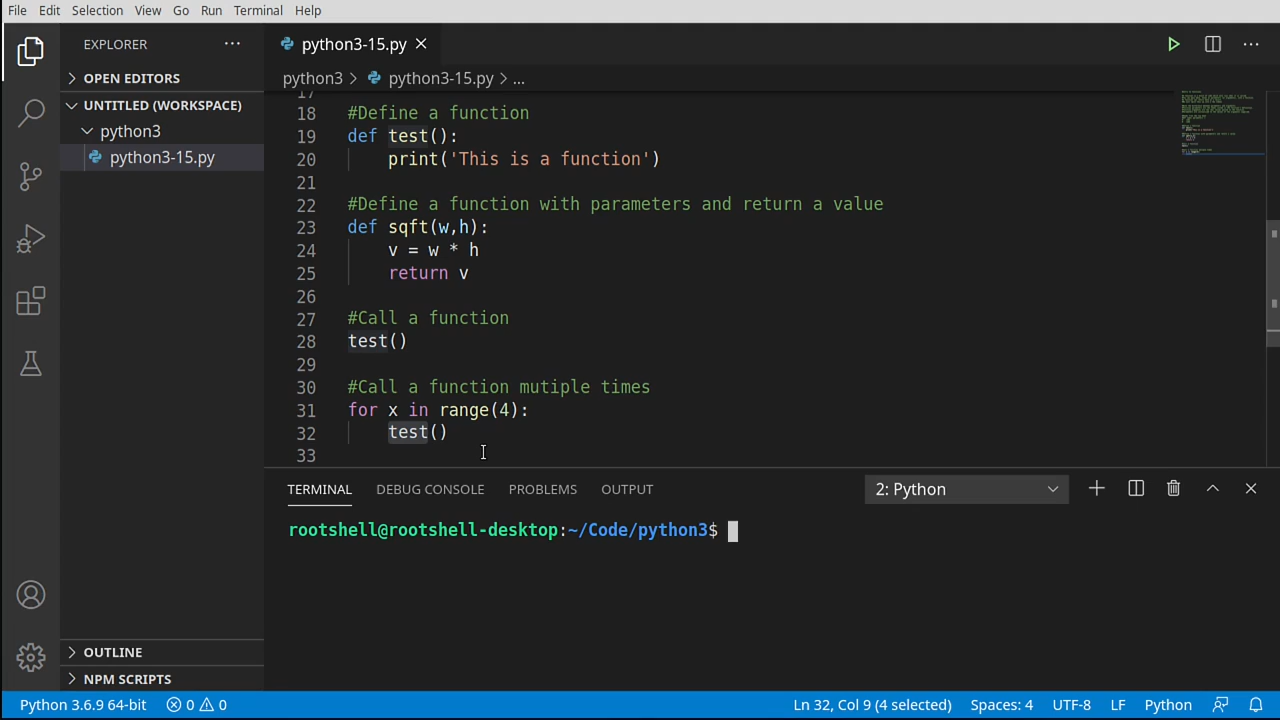 File Edit Selection View Go Run Terminal Help
EXPLORER
python3-15.py
OPEN EDITORS
python3 > python3-15.py > ...
UNTITLED (WORKSPACE)
python3
python3-15.py
17
18 #Define a function
19 def test():
20 print('This is a function')
21
22 #Define a function with parameters and return a value
23 def sqft(w,h):
24 v = w * h
25 return v
26
27 #Call a function
28 test()
29
30 #Call a function mutiple times
31 for x in range(4):
32 test()
33
TERMINAL DEBUG CONSOLE PROBLEMS OUTPUT 2: Python
rootshell@rootshell-desktop:~/Code/python3$
OUTLINE
NPM SCRIPTS
Python 3.6.9 64-bit 0 0 Ln 32, Col 9 (4 selected) Spaces: 4 UTF-8 LF Python